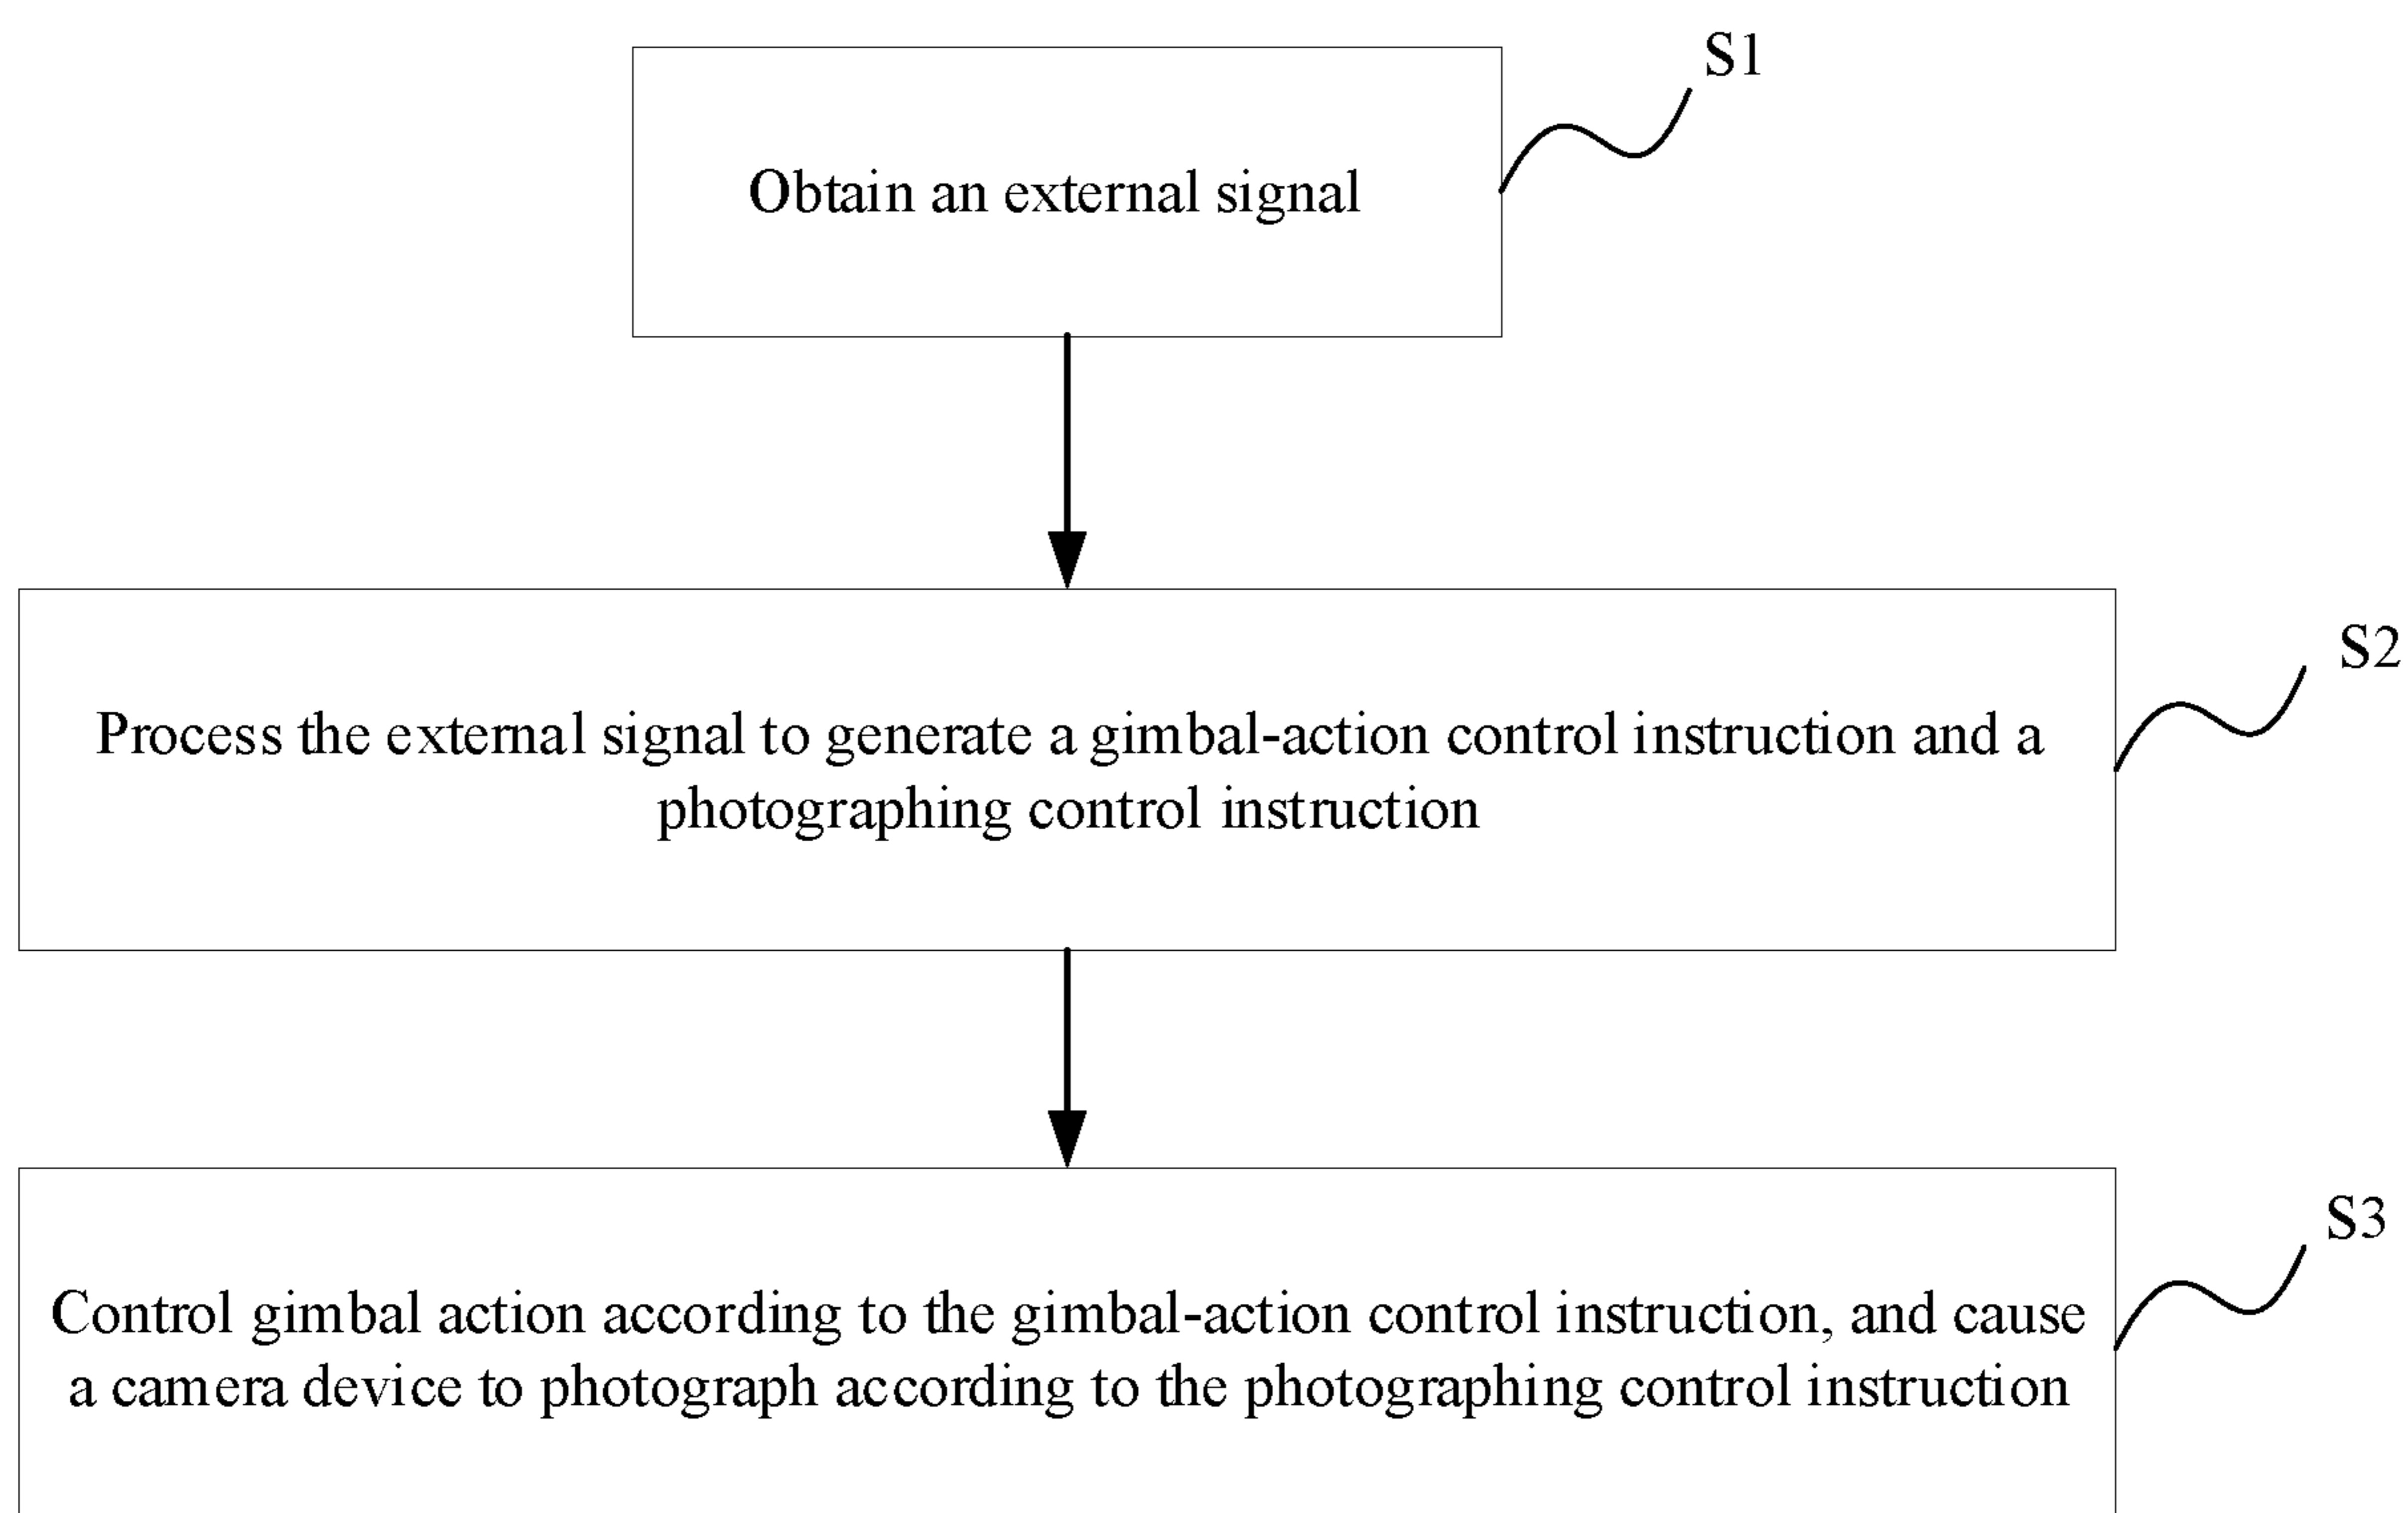 S1
Obtain an external signal
S2
Process the external signal to generate a gimbal-action control instruction and a
photographing control instruction
S3
Control gimbal action according to the gimbal-action control instruction, and cause
a camera device to photograph according to the photographing control instruction